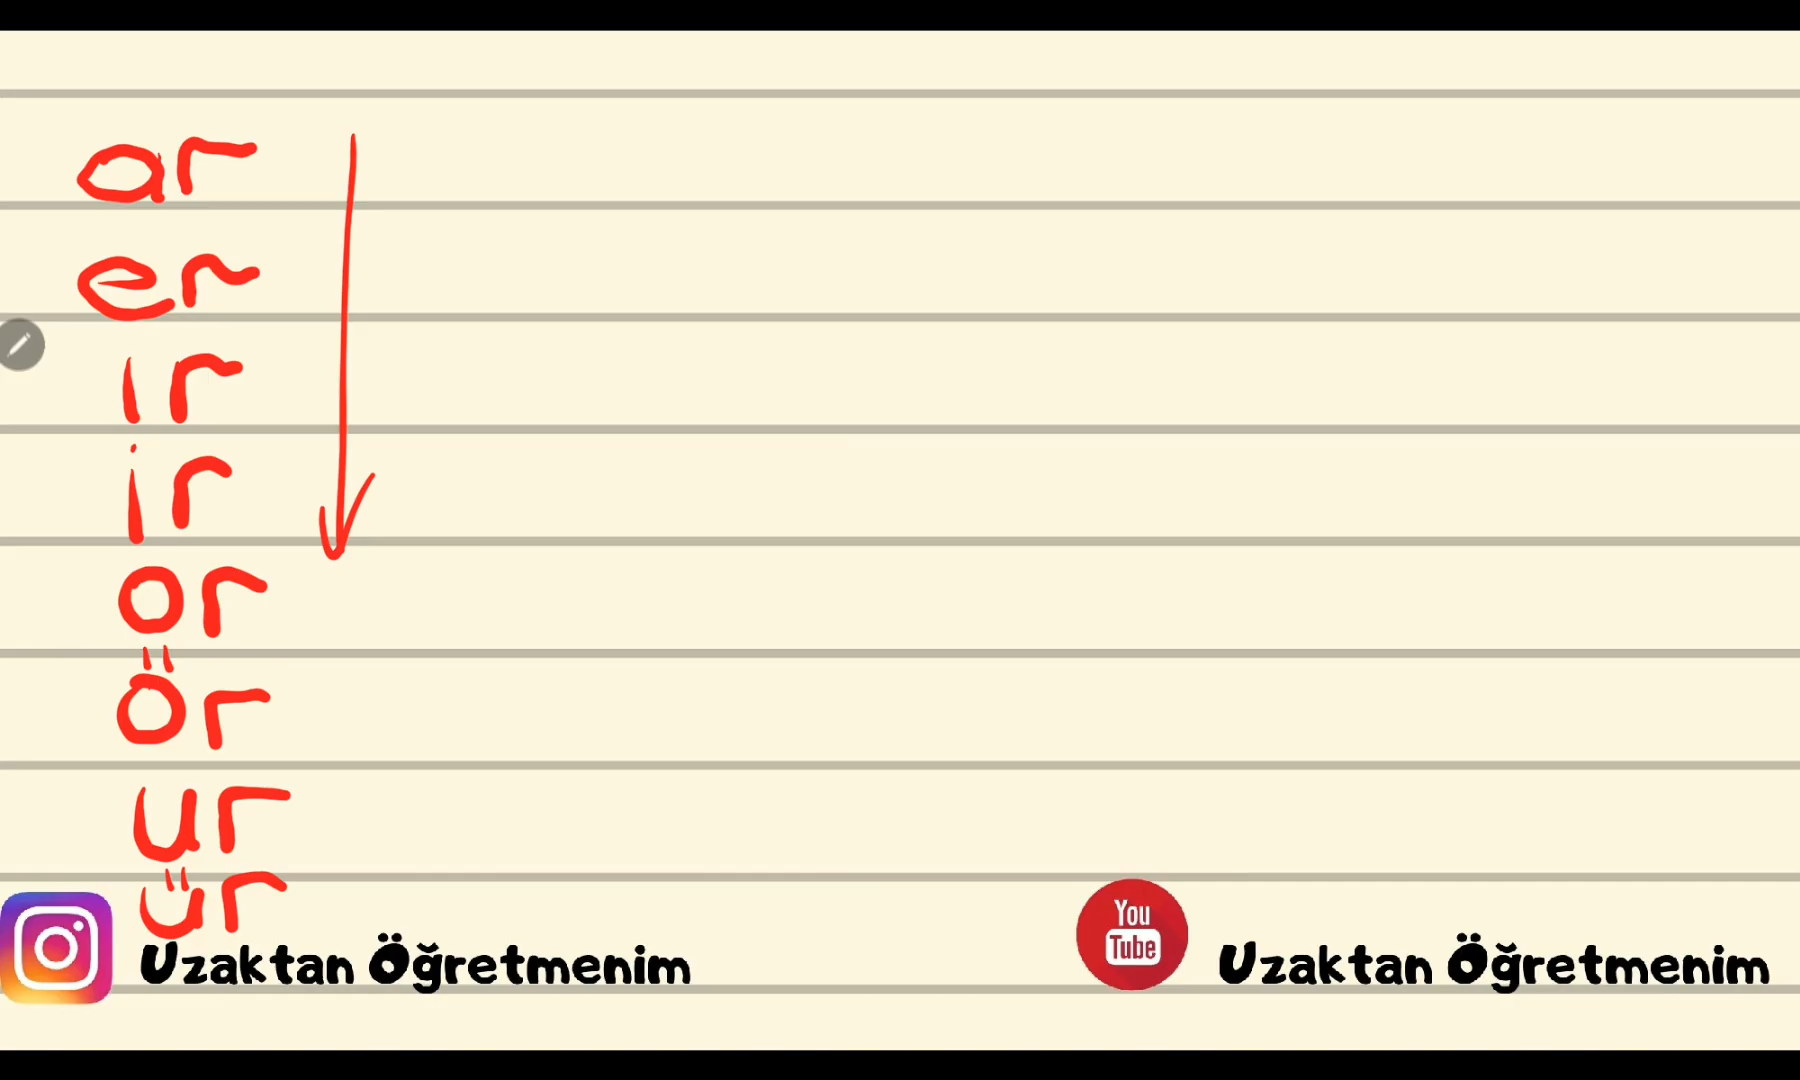 ar
er
ır
ir
or
ör
ur
ür
Uzaktan Öğretmenim
You
Tube
Uzaktan Öğretmenim